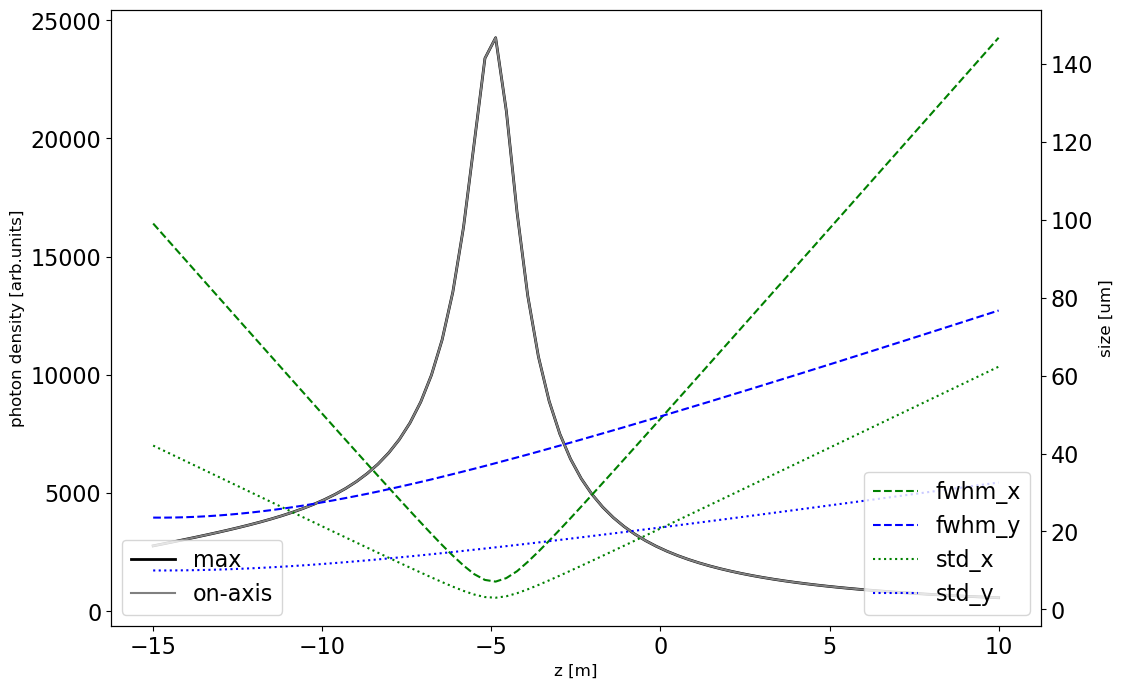 25000
20000
15000
10000
5000
0
photon density [arb.units]
140
120
100
80
60
40
20
0
size [um]
max
on-axis
fwhm_x
fwhm_y
std_x
std_y
−15
−10
−5
0
5
10
z [m]